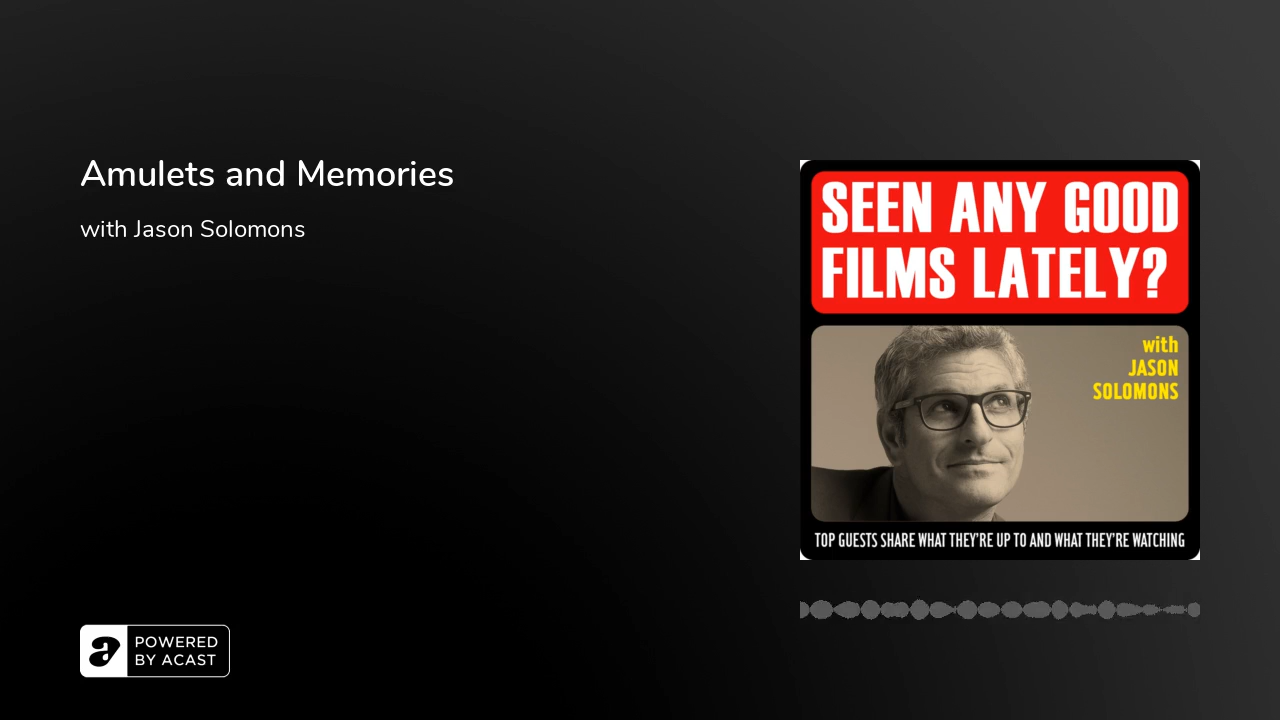 Amulets and Memories
with Jason Solomons
SEEN ANY GOOD
FILMS LATELY?
with
JASON
SOLOMONS
TOP GUESTS SHARE WHAT THEY'RE UP TO AND WHAT THEY'RE WATCHING
a
POWERED
BY ACAST